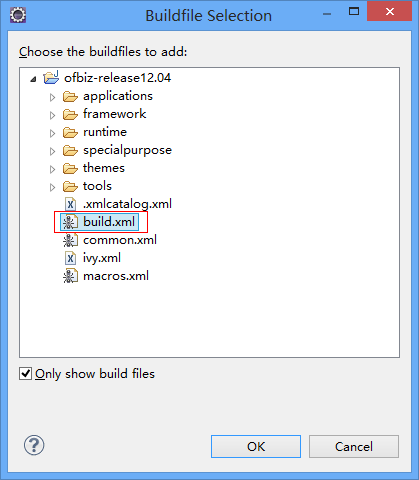 Buildfile Selection
Choose the buildfiles to add:
ofbiz-release12.04
applications
framework
runtime
specialpurpose
themes
tools
.xmlcatalog.xml
build.xml
common.xml
ivy.xml
macros.xml
Only show build files
OK Cancel